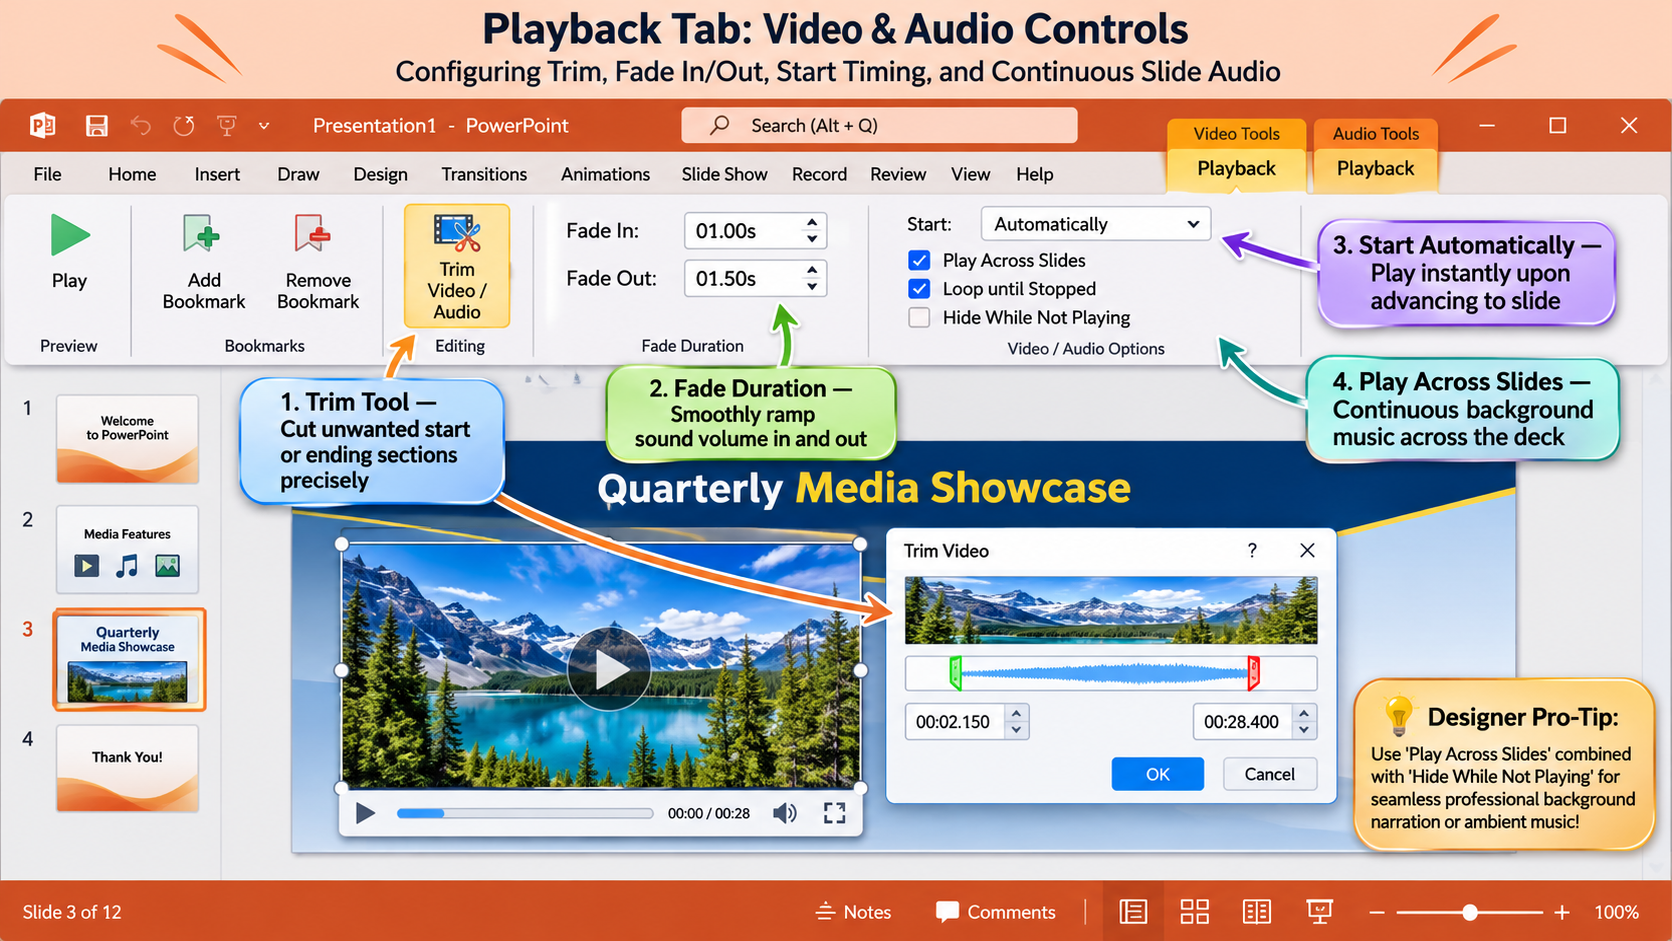 Playback Tab: Video & Audio Controls
Configuring Trim, Fade In/Out, Start Timing, and Continuous Slide Audio
Presentation1 - PowerPoint
Search (Alt + Q)
Video Tools
Audio Tools
File
Home
Insert
Draw
Design
Transitions
Animations
Slide Show
Record
Review
View
Help
Playback
Playback
Play
Preview
Add
Bookmark
Remove
Bookmark
Bookmarks
Trim
Video /
Audio
Editing
Fade In:
01.00s
Fade Out:
01.50s
Fade Duration
Start:
Automatically
Play Across Slides
Loop until Stopped
Hide While Not Playing
Video / Audio Options
3. Start Automatically —
Play instantly upon
advancing to slide
1. Trim Tool —
Cut unwanted start
or ending sections
precisely
2. Fade Duration —
Smoothly ramp
sound volume in and out
4. Play Across Slides —
Continuous background
music across the deck
1
Welcome
to PowerPoint
2
Media Features
3
Quarterly
Media Showcase
4
Thank You!
Quarterly Media Showcase
00:00 / 00:28
Trim Video
?
00:02.150
00:28.400
OK
Cancel
Designer Pro-Tip:
Use 'Play Across Slides' combined
with 'Hide While Not Playing' for
seamless professional background
narration or ambient music!
Slide 3 of 12
Notes
Comments
100%